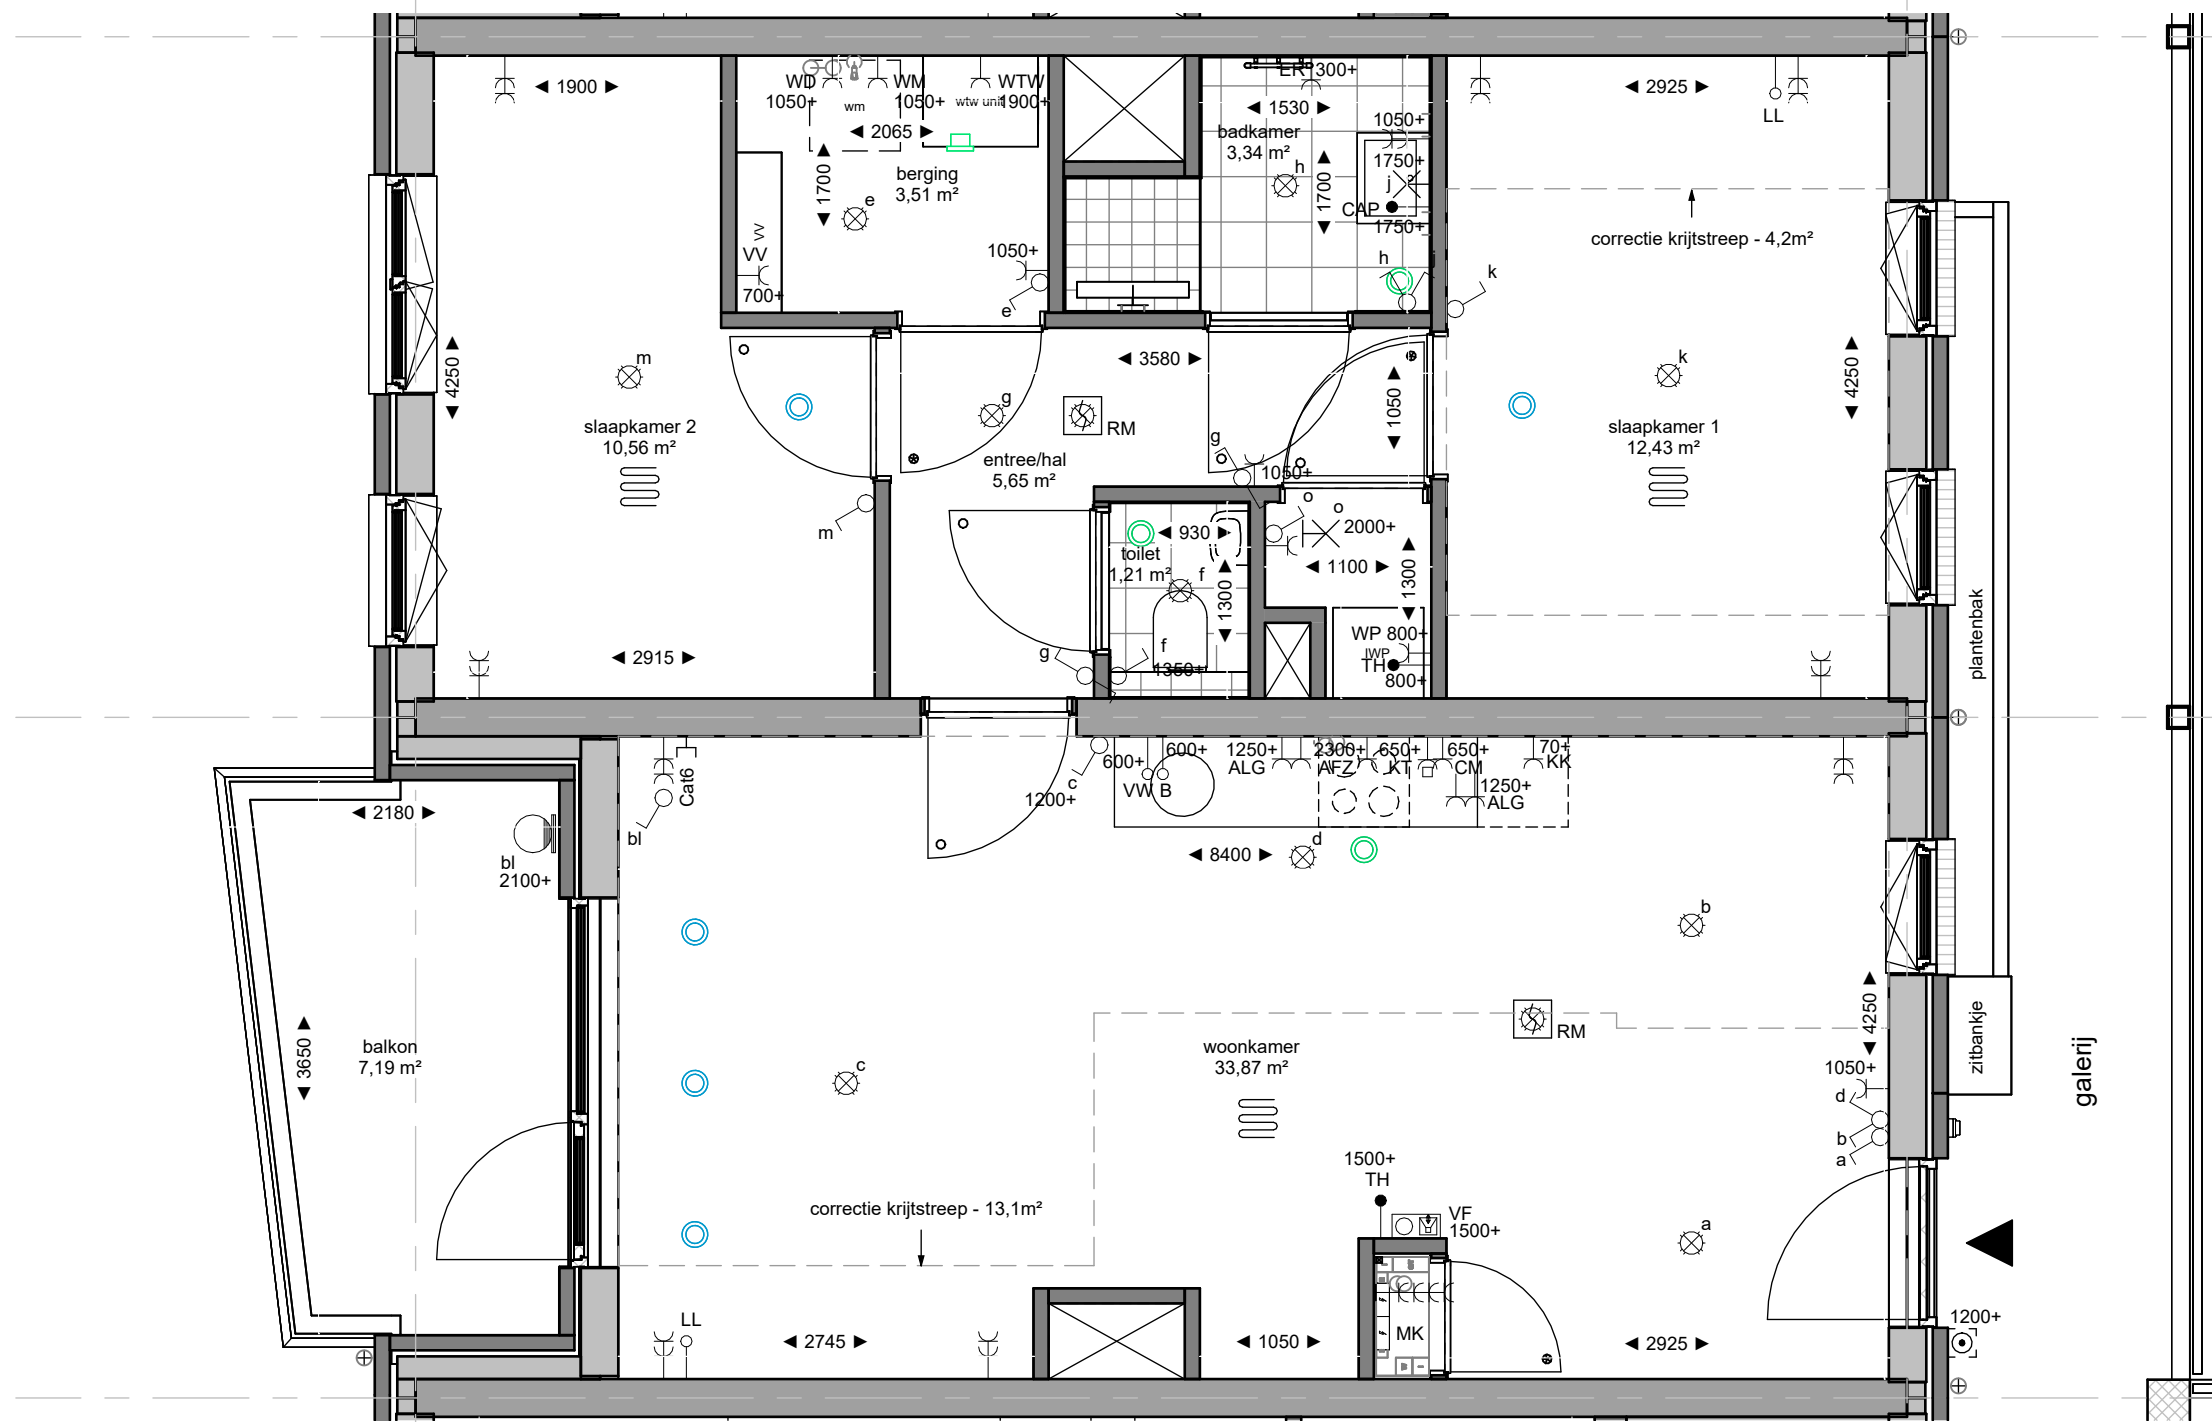 1900
WD
1050+
wm
WM
1050+
wtw unit
WTW
1900+
2065
1700
berging
3,51 m²
e
VV
VV
700+
1050+
e
ER
300+
1530
badkamer
3,34 m²
h
1700
1050+
1750+
j
CAP
1750+
h
j
k
2925
LL
correctie krijtstreep - 4,2m²
4250
m
slaapkamer 2
10,56 m²
m
2915
3580
g
RM
entree/hal
5,65 m²
g
1050+
1050
k
slaapkamer 1
12,43 m²
4250
plantenbak
930
toilet
1,21 m²
f
1300
f
g
1350+
o
o
2000+
1100
1300
WP 800+
IWP
TH
800+
Cat6
bl
2180
bl
2100+
3650
balkon
7,19 m²
c
1200+
600+
600+
VW B
1250+
ALG
2300+
AFZ
650+
KT
650+
CM
70+
KK
1250+
ALG
8400
d
b
RM
woonkamer
33,87 m²
c
4250
1050+
d
b
a
zitbankje
galerij
correctie krijtstreep - 13,1m²
1500+
TH
VF
1500+
a
MK
LL
2745
1050
2925
1200+